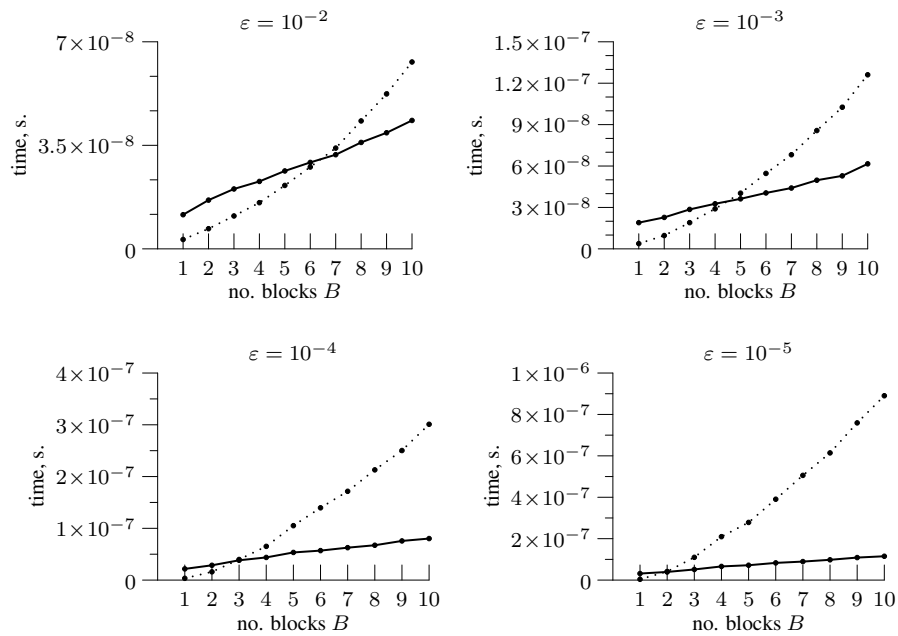 ε = 10⁻²
7×10⁻⁸
3.5×10⁻⁸
0
time, s.
1 2 3 4 5 6 7 8 9 10
no. blocks B
ε = 10⁻³
1.5×10⁻⁷
1.2×10⁻⁷
9×10⁻⁸
6×10⁻⁸
3×10⁻⁸
0
time, s.
1 2 3 4 5 6 7 8 9 10
no. blocks B
ε = 10⁻⁴
4×10⁻⁷
3×10⁻⁷
2×10⁻⁷
1×10⁻⁷
0
time, s.
1 2 3 4 5 6 7 8 9 10
no. blocks B
ε = 10⁻⁵
1×10⁻⁶
8×10⁻⁷
6×10⁻⁷
4×10⁻⁷
2×10⁻⁷
0
time, s.
1 2 3 4 5 6 7 8 9 10
no. blocks B